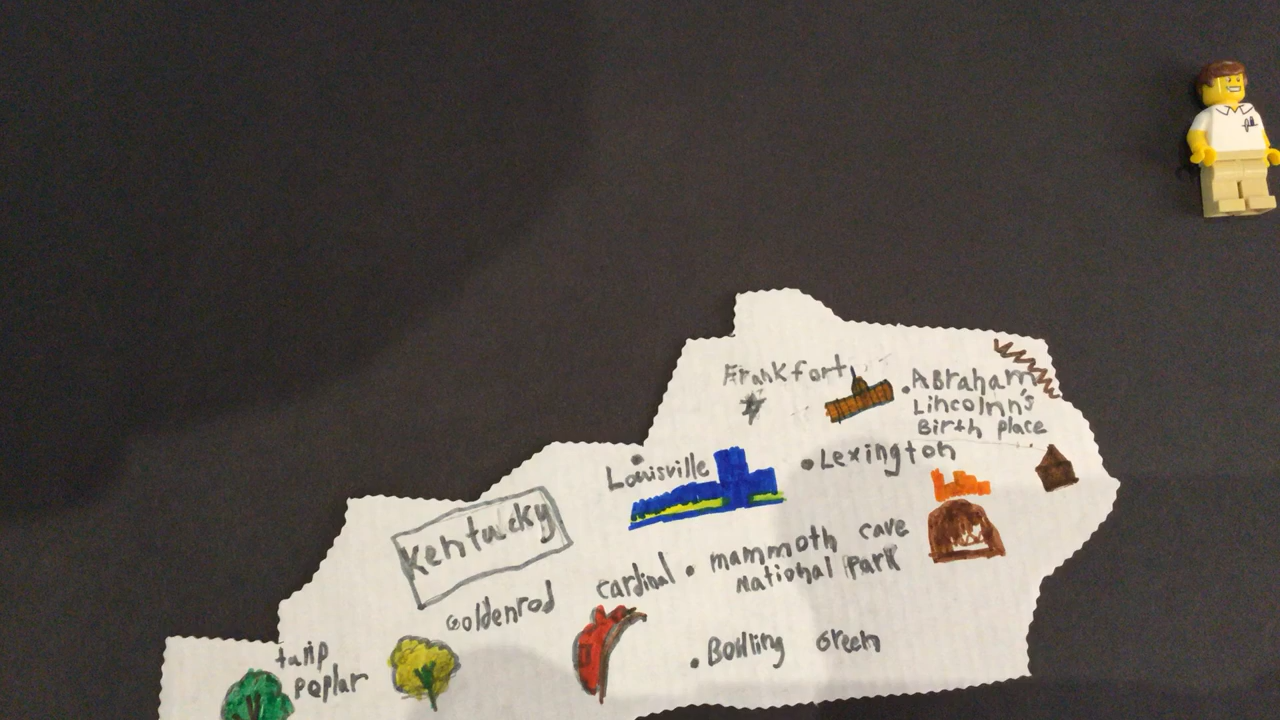 Frankfort
Abraham's
Lincolnn's
Birth place
Louisville
Lexington
Kentucky
mammoth cave
National park
cardinal
Goldenrod
Bowling Green
tulip
poplar